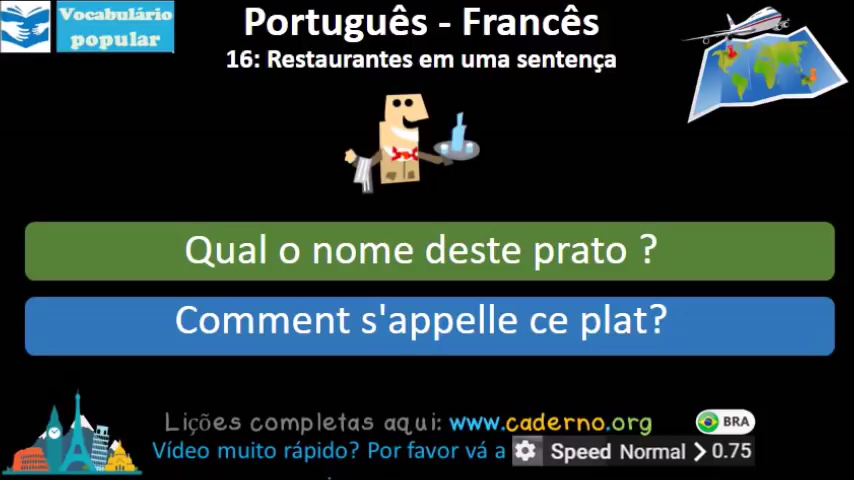 Vocabulário
popular
Português - Francês
16: Restaurantes em uma sentença
Qual o nome deste prato ?
Comment s'appelle ce plat?
Lições completas aqui: www.caderno.org
BRA
Vídeo muito rápido? Por favor vá a Speed Normal > 0.75